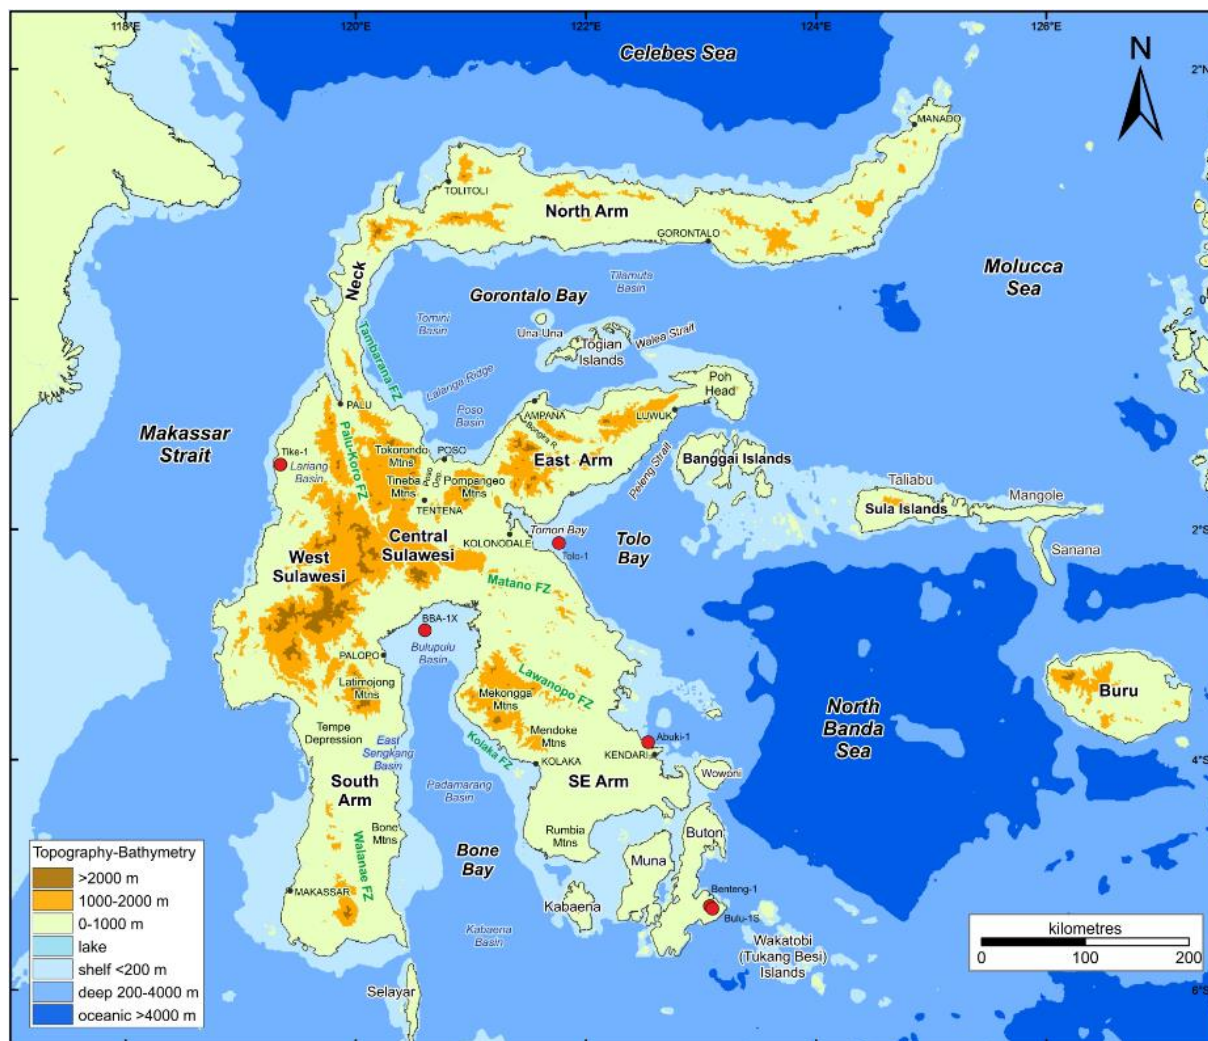 118°E
120°E
122°E
124°E
126°E
Celebes Sea
N
2°N
MANADO
TOLITOLI
North Arm
GORONTALO
Neck
Tilamuta
Basin
Molucca
Sea
Gorontalo Bay
Tomini
Basin
Una-Una
Togian
Islands
Walea Strait
Tambarana FZ
Lalanga Ridge
Poh
Head
PALU
Poso
Basin
AMPANA
LUWUK
Bongka R.
Makassar
Strait
Tike-1
Lariang
Basin
Palu-Koro FZ
Tokorondo
Mtns
POSO
East Arm
Peleng Strait
Banggai Islands
Tineba
Mtns
Poso
Dep.
Pompangeo
Mtns
TENTENA
Taliabu
Mangole
Sula Islands
Central
Sulawesi
KOLONODALE
Tomori Bay
Tolo-1
Tolo
Bay
2°S
Sanana
West
Sulawesi
Matano FZ
BBA-1X
Bulupulu
Basin
PALOPO
Latimojong
Mtns
Lawanopo FZ
Mekongga
Mtns
Buru
North
Banda
Sea
Tempe
Depression
East
Sengkang
Basin
Mendoke
Mtns
Kolaka FZ
Abuki-1
KENDARI
KOLAKA
4°S
South
Arm
SE Arm
Wowoni
Padamarang
Basin
Bone
Mtns
Rumbia
Mtns
Buton
Walanae FZ
Bone
Bay
Muna
MAKASSAR
Benteng-1
Kabaena
Bulu-1S
Kabaena
Basin
Wakatobi
(Tukang Besi)
Islands
Selayar
6°S
kilometres
0 100 200
Topography-Bathymetry
>2000 m
1000-2000 m
0-1000 m
lake
shelf <200 m
deep 200-4000 m
oceanic >4000 m